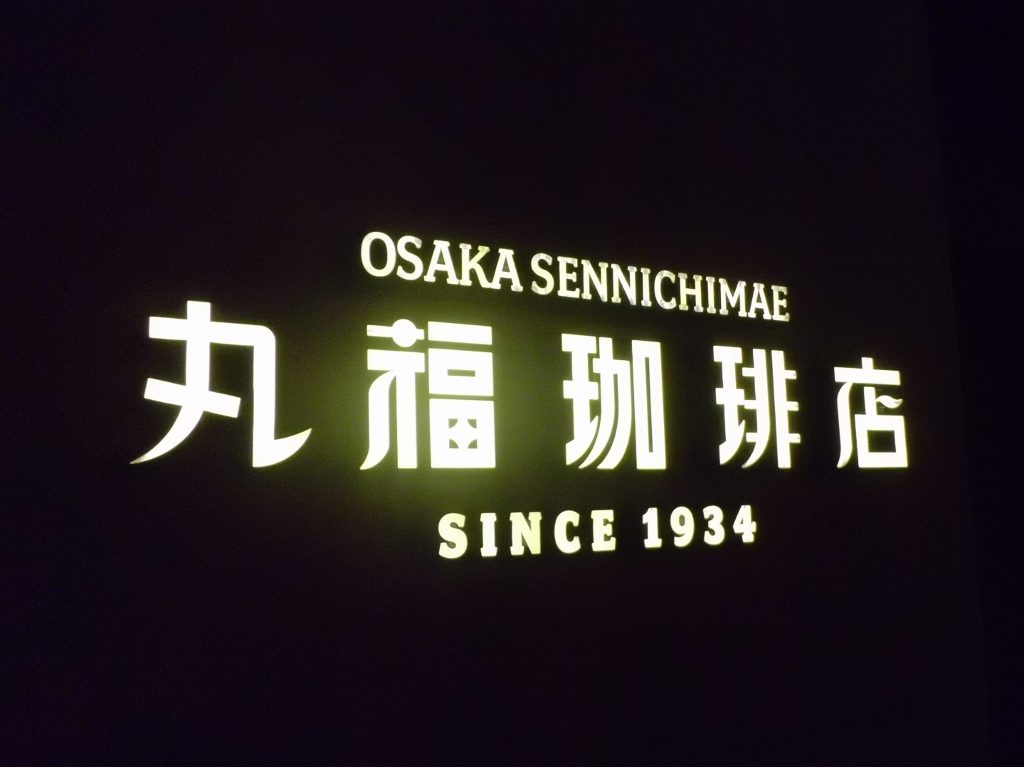 OSAKA SENNICHIMAE
丸福珈琲店
SINCE 1934